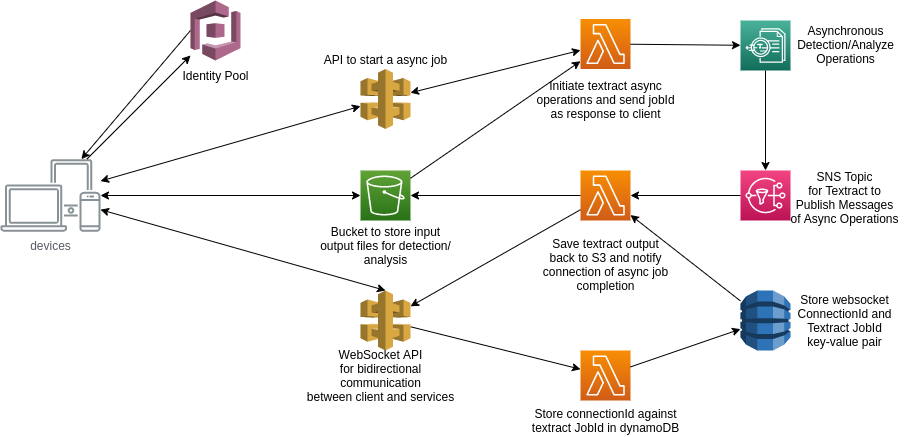 Identity Pool
API to start a async job
Asynchronous
Detection/Analyze
Operations
Initiate textract async
operations and send jobId
as response to client
devices
Bucket to store input
output files for detection/
analysis
SNS Topic
for Textract to
Publish Messages
of Async Operations
Save textract output
back to S3 and notify
connection of async job
completion
Store websocket
ConnectionId and
Textract JobId
key-value pair
WebSocket API
for bidirectional
communication
between client and services
Store connectionId against
textract JobId in dynamoDB